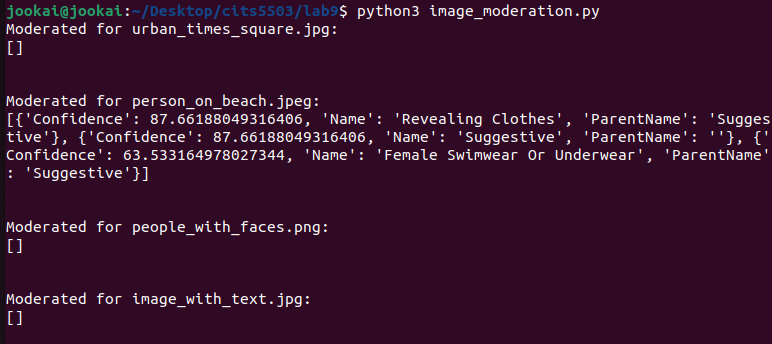 jookai@jookai:~/Desktop/cits5503/lab9$ python3 image_moderation.py
Moderated for urban_times_square.jpg:
[]
Moderated for person_on_beach.jpeg:
[{'Confidence': 87.66188049316406, 'Name': 'Revealing Clothes', 'ParentName': 'Sugges
tive'}, {'Confidence': 87.66188049316406, 'Name': 'Suggestive', 'ParentName': ''}, {'
Confidence': 63.533164978027344, 'Name': 'Female Swimwear Or Underwear', 'ParentName'
: 'Suggestive'}]
Moderated for people_with_faces.png:
[]
Moderated for image_with_text.jpg:
[]